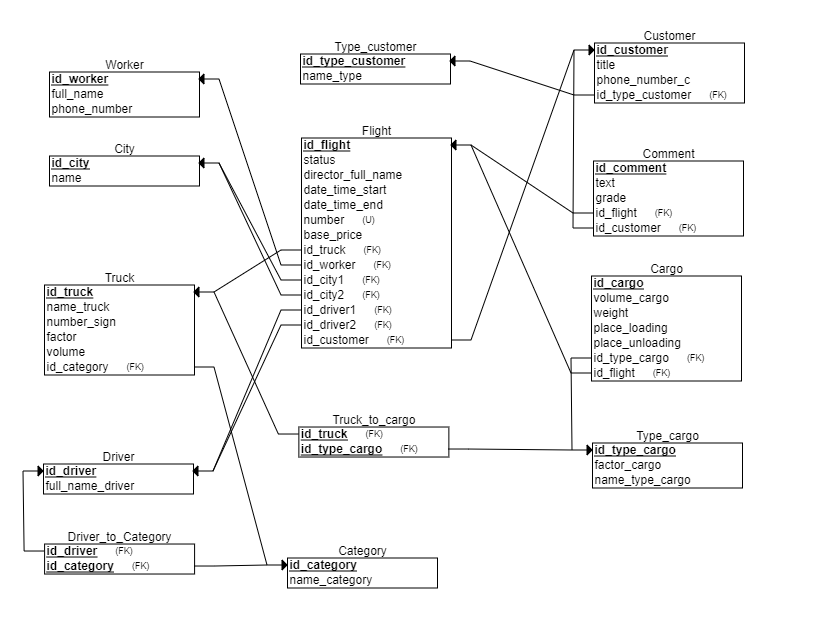 Worker
id_worker
full_name
phone_number
City
id_city
name
Truck
id_truck
name_truck
number_sign
factor
volume
id_category (FK)
Driver
id_driver
full_name_driver
Driver_to_Category
id_driver (FK)
id_category (FK)
Type_customer
id_type_customer
name_type
Flight
id_flight
status
director_full_name
date_time_start
date_time_end
number (U)
base_price
id_truck (FK)
id_worker (FK)
id_city1 (FK)
id_city2 (FK)
id_driver1 (FK)
id_driver2 (FK)
id_customer (FK)
Truck_to_cargo
id_truck (FK)
id_type_cargo (FK)
Category
id_category
name_category
Customer
id_customer
title
phone_number_c
id_type_customer (FK)
Comment
id_comment
text
grade
id_flight (FK)
id_customer (FK)
Cargo
id_cargo
volume_cargo
weight
place_loading
place_unloading
id_type_cargo (FK)
id_flight (FK)
Type_cargo
id_type_cargo
factor_cargo
name_type_cargo